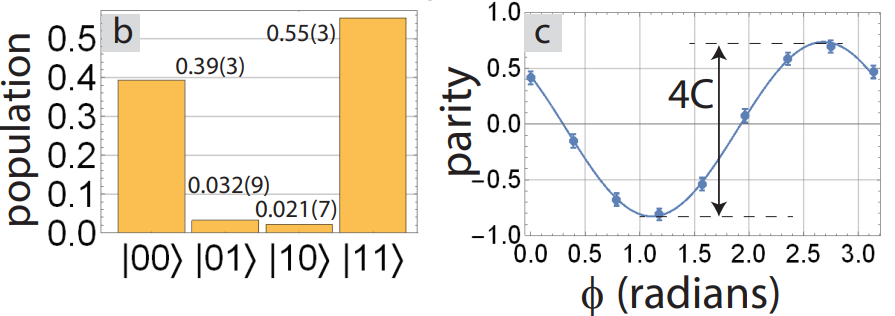 b
population
0.5
0.4
0.3
0.2
0.1
0.0
0.39(3)
0.032(9)
0.021(7)
0.55(3)
|00⟩ |01⟩ |10⟩ |11⟩
c
parity
1.0
0.5
0.0
−0.5
−1.0
4C
0.0 0.5 1.0 1.5 2.0 2.5 3.0
ϕ (radians)